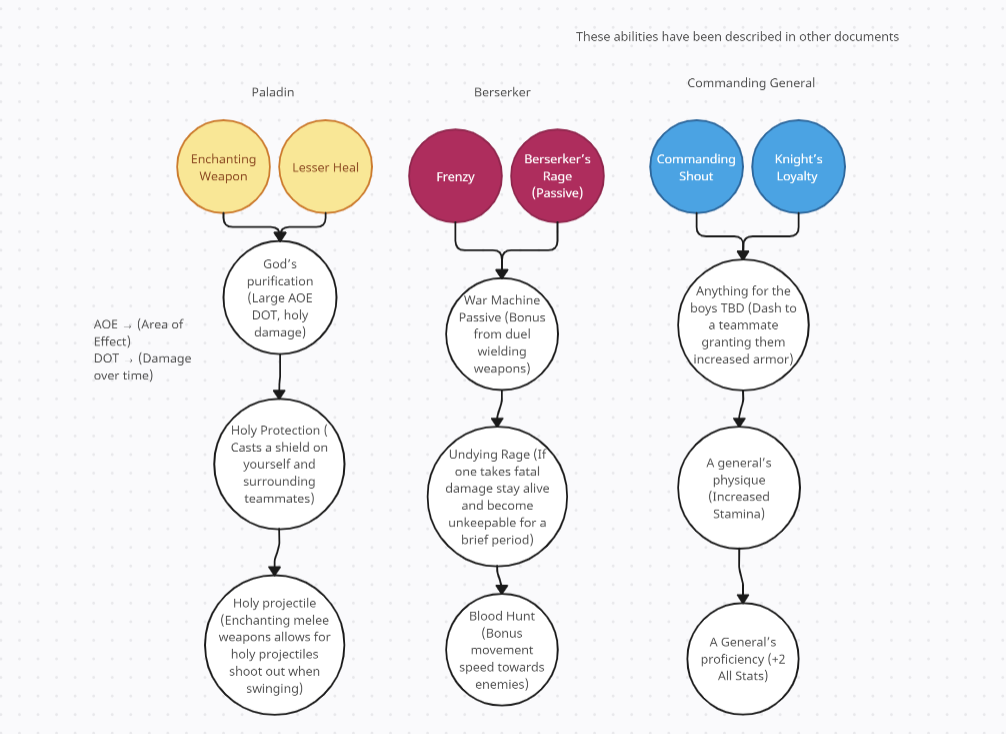 These abilities have been described in other documents
Paladin
Berserker
Commanding General
Enchanting
Weapon
Lesser Heal
Frenzy
Berserker's
Rage
(Passive)
Commanding
Shout
Knight's
Loyalty
God's
purification
(Large AOE
DOT, holy
damage)
War Machine
Passive (Bonus
from duel
wielding
weapons)
Anything for the
boys TBD (Dash to
a teammate
granting them
increased armor)
AOE → (Area of
Effect)
DOT → (Damage
over time)
Holy Protection (
Casts a shield on
yourself and
surrounding
teammates)
Undying Rage (If
one takes fatal
damage stay alive
and become
unkeepable for a
brief period)
A general's
physique
(Increased
Stamina)
Holy projectile
(Enchanting melee
weapons allows for
holy projectiles
shoot out when
swinging)
Blood Hunt
(Bonus
movement
speed towards
enemies)
A General's
proficiency (+2
All Stats)